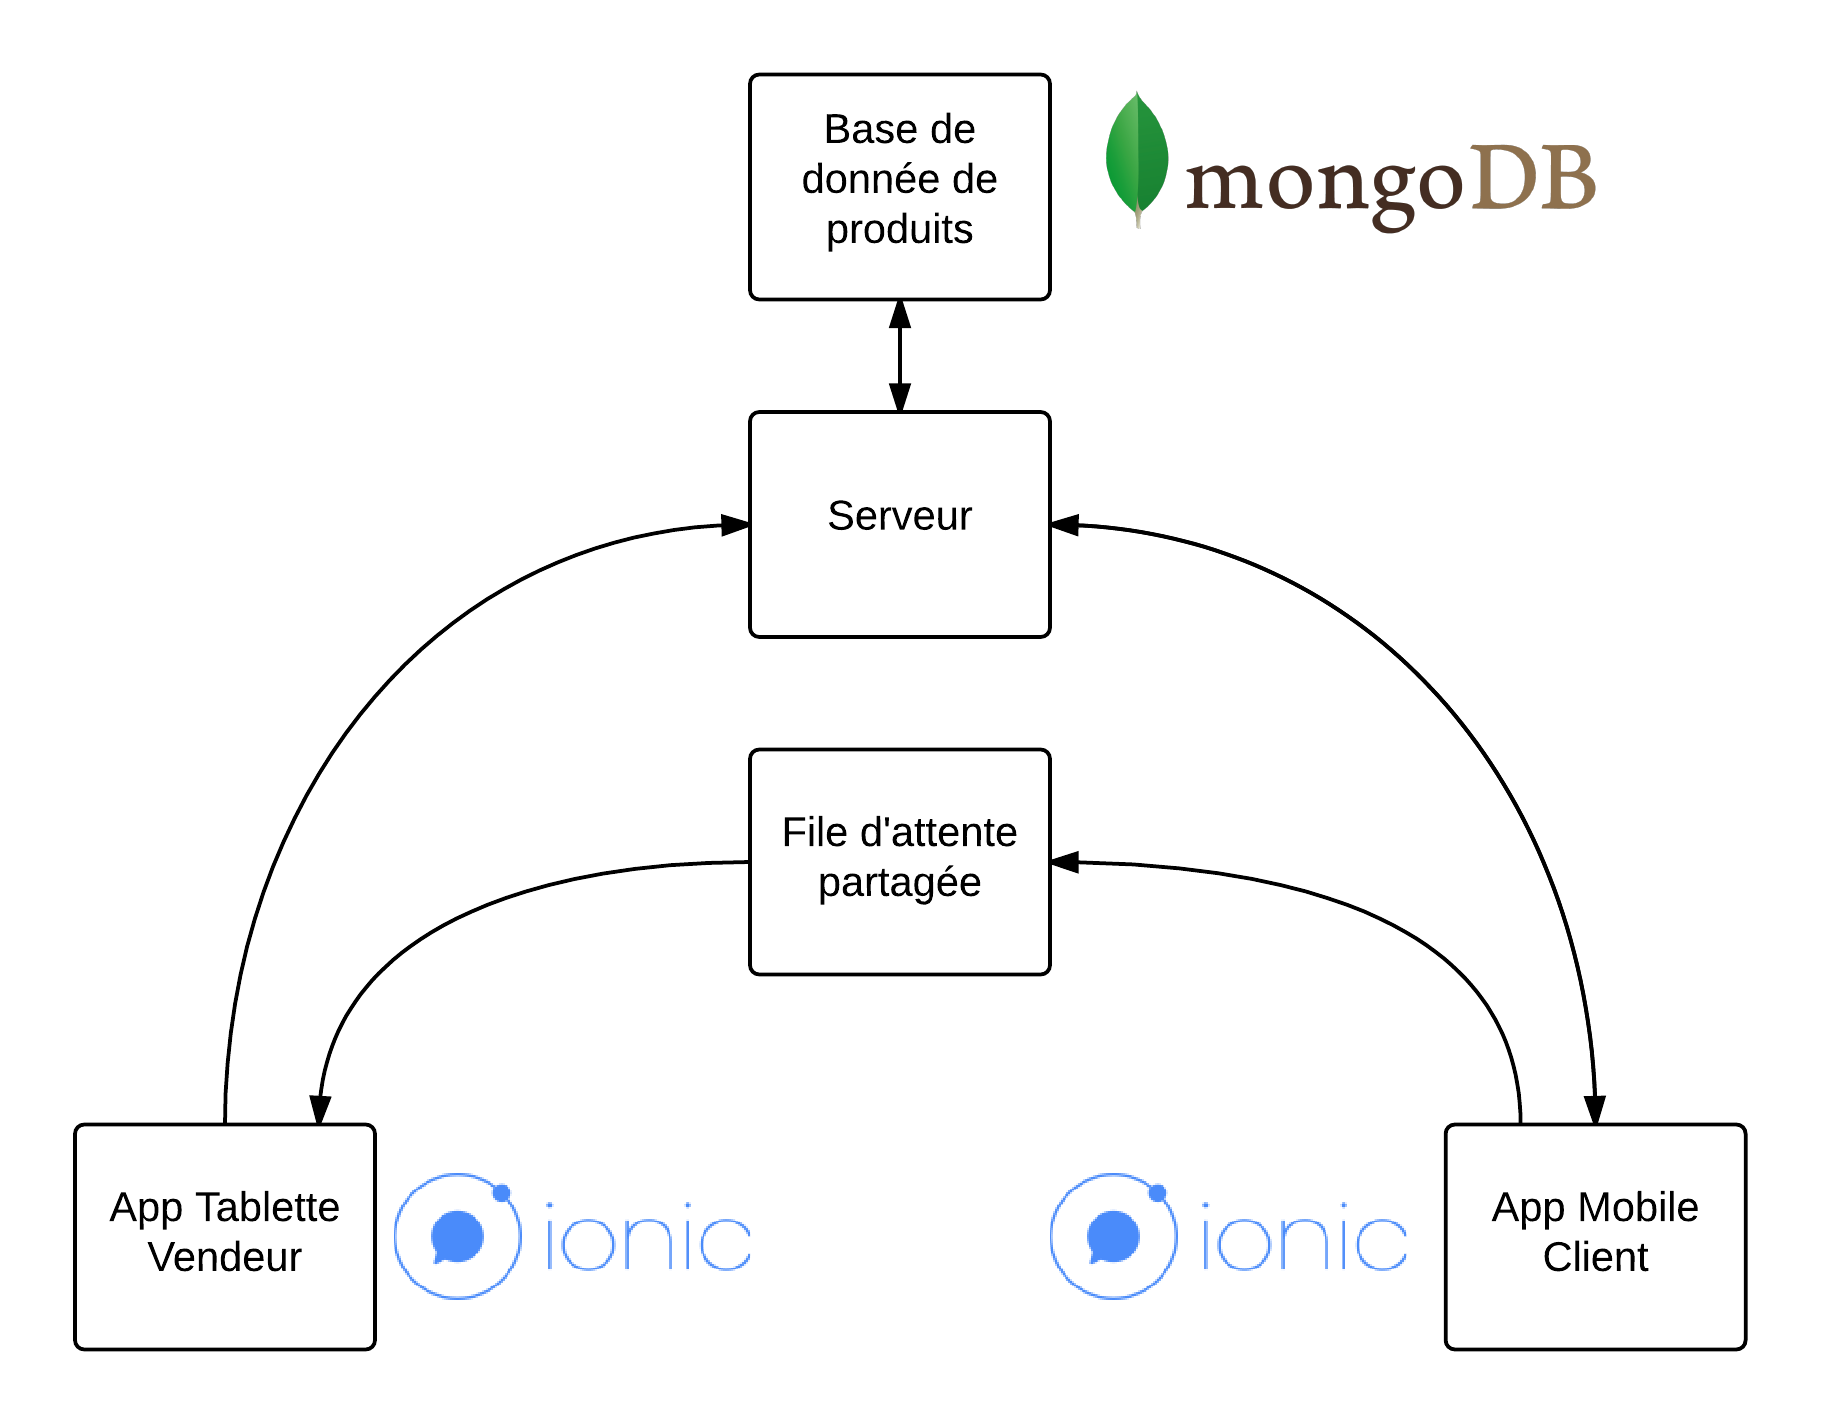 Base de
donnée de
produits
mongoDB
Serveur
File d'attente
partagée
App Tablette
Vendeur
ionic
ionic
App Mobile
Client